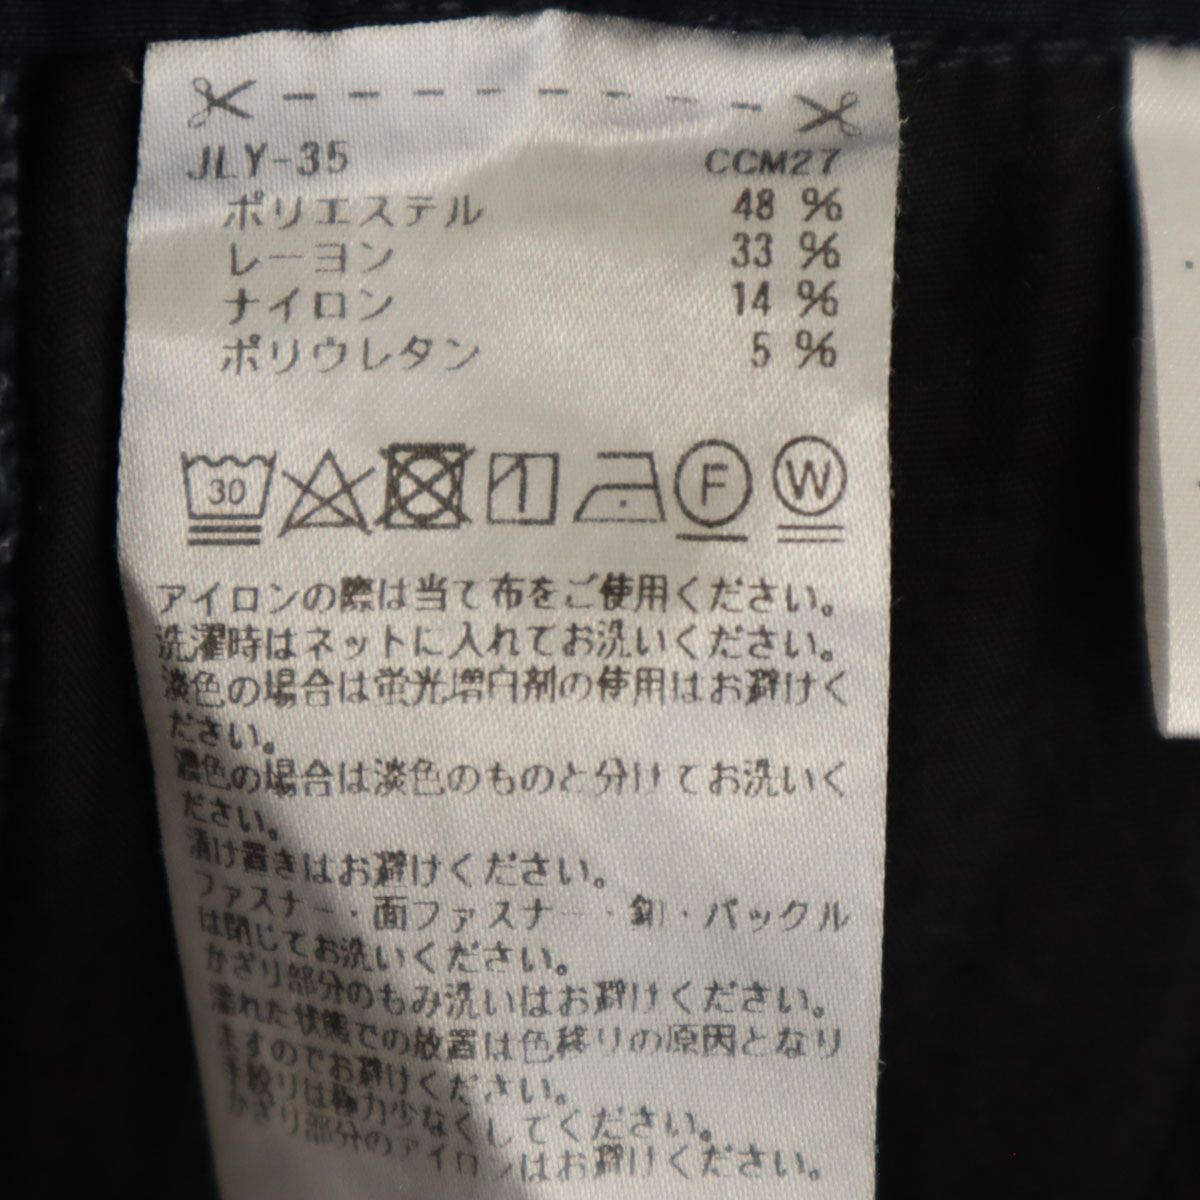 JLY-35 CCM27
ポリエステル 48 %
レーヨン 33 %
ナイロン 14 %
ポリウレタン 5 %
30 F W
アイロンの際は当て布をご使用ください。
洗濯時はネットに入れてお洗いください。
淡色の場合は蛍光増白剤の使用はお避けく
ださい。
濃色の場合は淡色のものと分けてお洗いく
ださい。
漬け置きはお避けください。
ファスナー・面ファスナー・釦・バックル
は閉じてお洗いください。
かざり部分のもみ洗いはお避けください。
濡れた状態での放置は色移りの原因となり
ますのでお避けください。
手絞りは極力少なくしてください。
かざり部分のアイロンはお避けください。